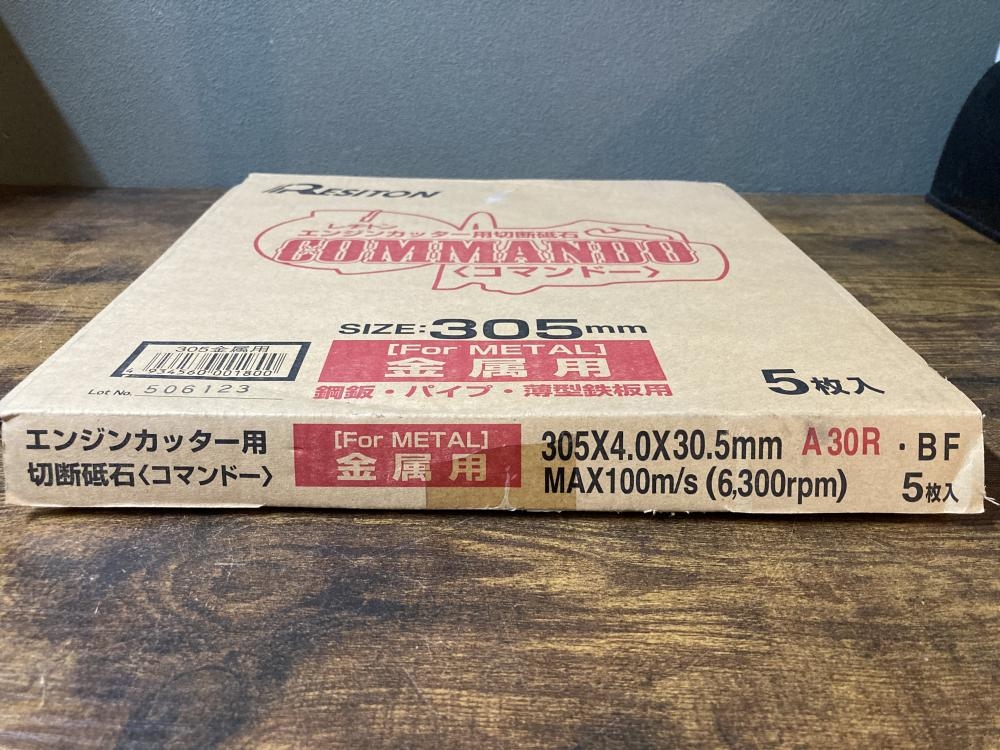 RESITON
レヂトン
エンジンカッター用切断砥石
COMMANDO
〈コマンドー〉
SIZE:305mm
305金属用
[For METAL]
金属用
Lot No. 506123
鋼鈑・パイプ・薄型鉄板用
5枚入
エンジンカッター用
切断砥石〈コマンドー〉
[For METAL]
金属用
305X4.0X30.5mm A30R・BF
MAX100m/s (6,300rpm)
5枚入